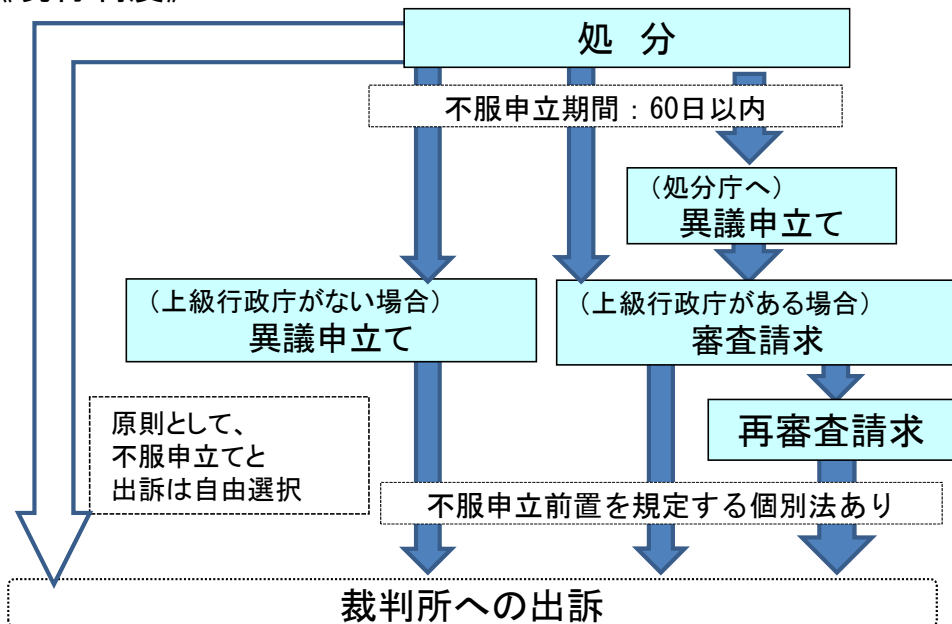 処 分
不服申立期間：60日以内
（処分庁へ）
異議申立て
（上級行政庁がない場合）
異議申立て
（上級行政庁がある場合）
審査請求
原則として、
不服申立てと
出訴は自由選択
再審査請求
不服申立前置を規定する個別法あり
裁判所への出訴